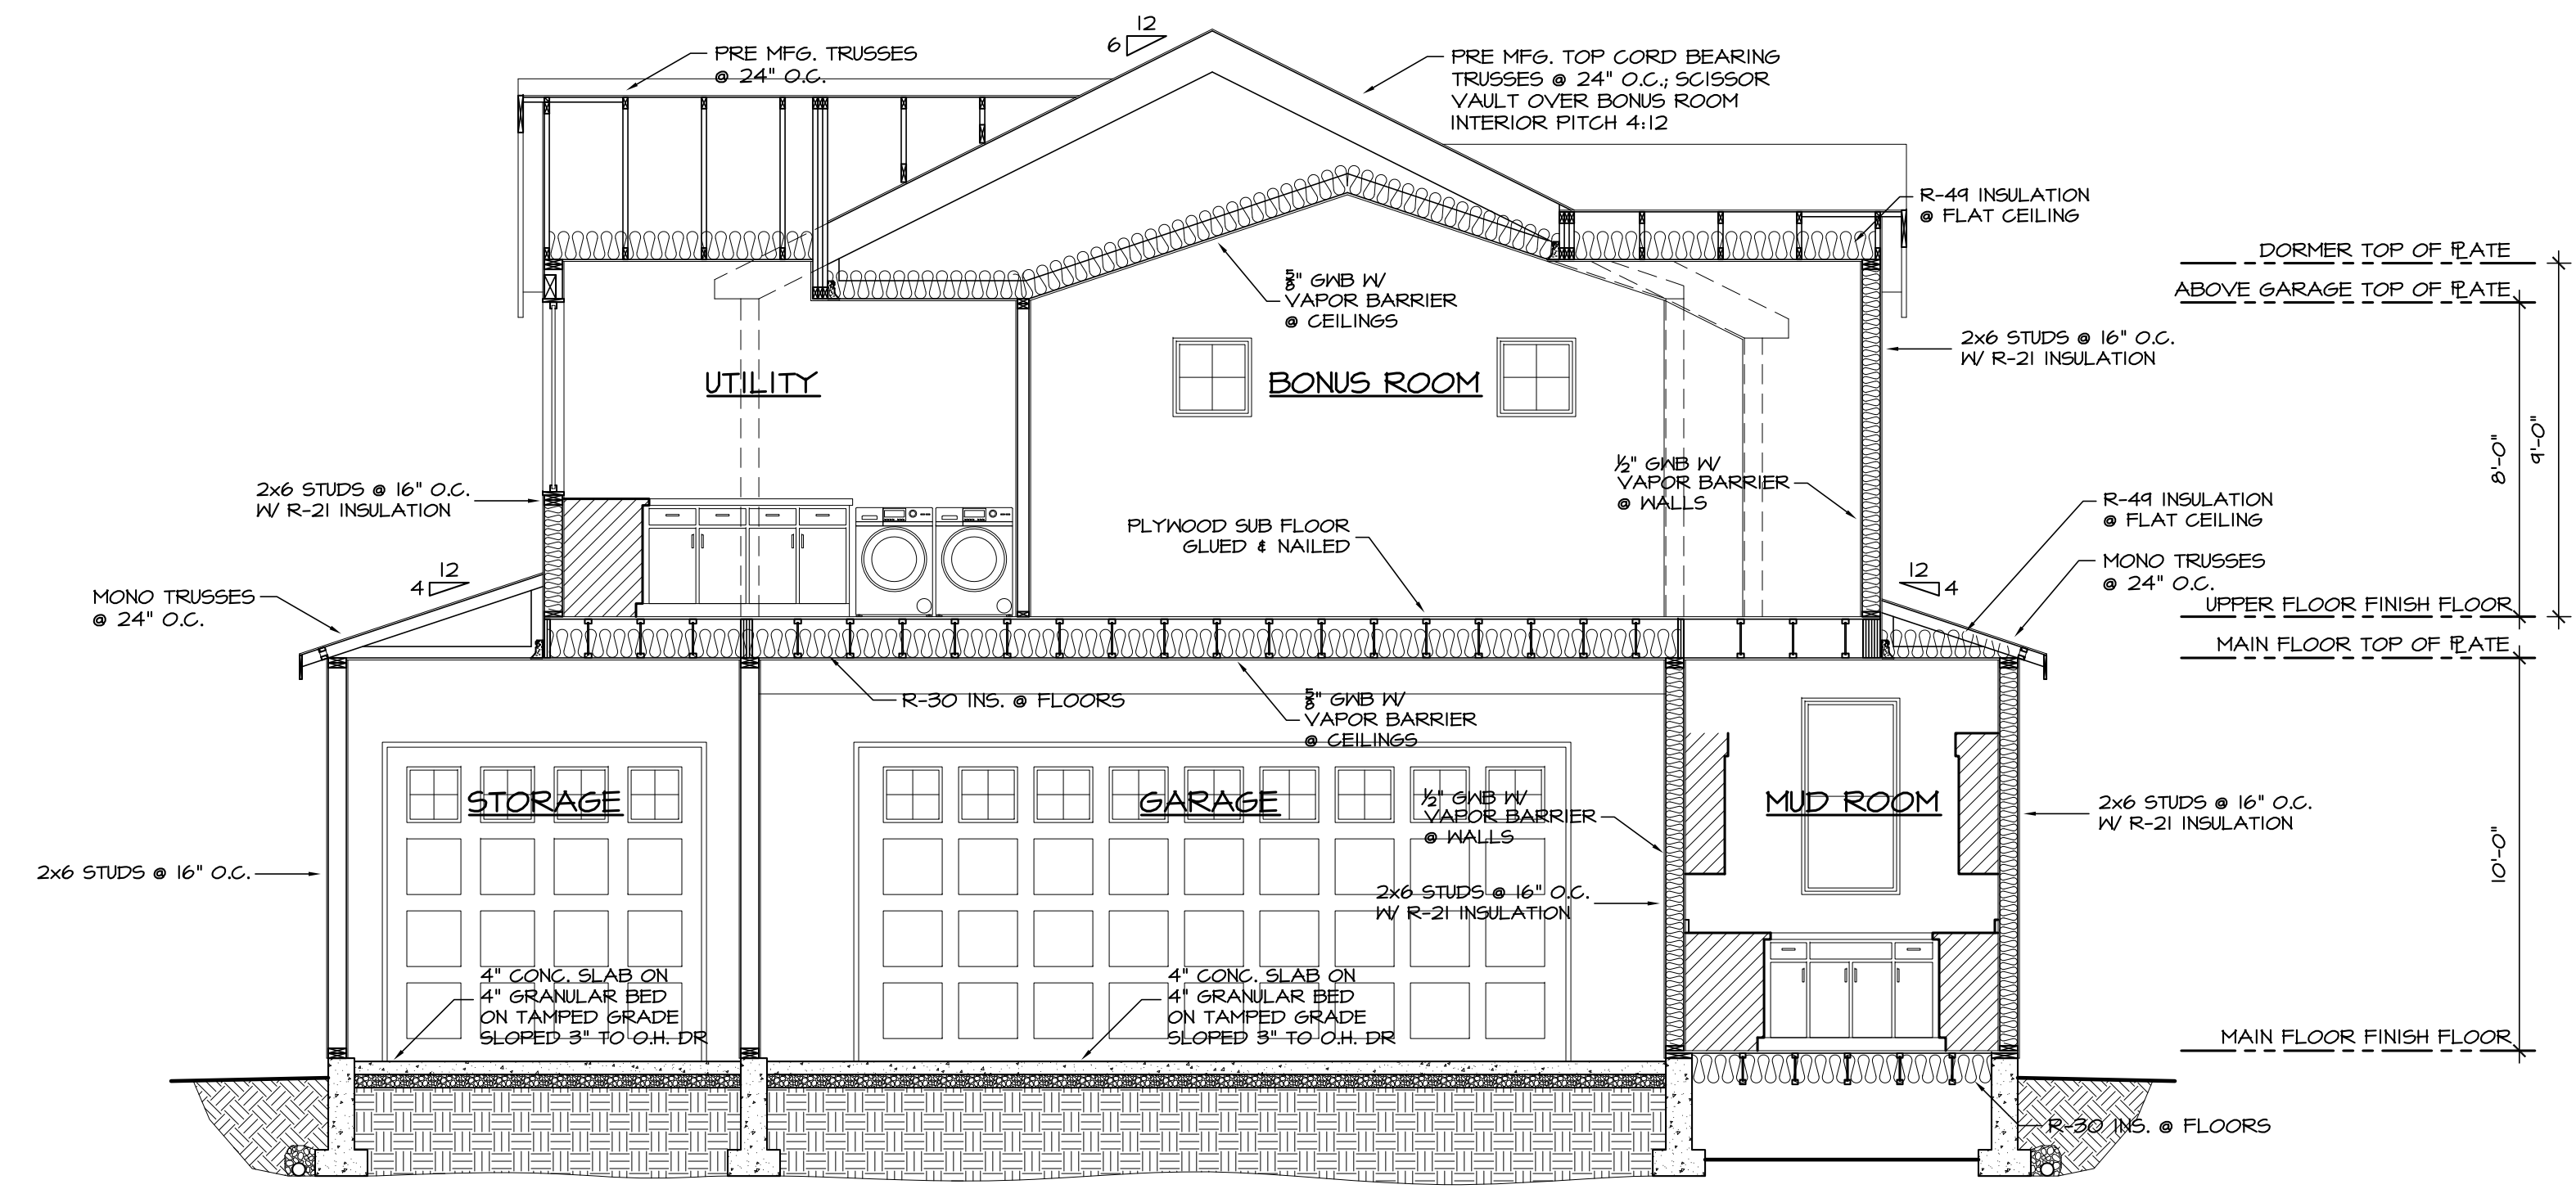 12
6
PRE MFG. TRUSSES
@ 24" O.C.
PRE MFG. TOP CORD BEARING
TRUSSES @ 24" O.C.; SCISSOR
VAULT OVER BONUS ROOM
INTERIOR PITCH 4:12
R-49 INSULATION
@ FLAT CEILING
DORMER TOP OF PLATE
ABOVE GARAGE TOP OF PLATE
5/8" GWB W/
VAPOR BARRIER
@ CEILINGS
2x6 STUDS @ 16" O.C.
W/ R-21 INSULATION
UTILITY
BONUS ROOM
8'-0"
9'-0"
1/2" GWB W/
VAPOR BARRIER
@ WALLS
2x6 STUDS @ 16" O.C.
W/ R-21 INSULATION
R-49 INSULATION
@ FLAT CEILING
PLYWOOD SUB FLOOR
GLUED & NAILED
12
4
12
4
MONO TRUSSES
@ 24" O.C.
MONO TRUSSES
@ 24" O.C.
UPPER FLOOR FINISH FLOOR
MAIN FLOOR TOP OF PLATE
R-30 INS. @ FLOORS
5/8" GWB W/
VAPOR BARRIER
@ CEILINGS
STORAGE
GARAGE
MUD ROOM
1/2" GWB W/
VAPOR BARRIER
@ WALLS
2x6 STUDS @ 16" O.C.
W/ R-21 INSULATION
2x6 STUDS @ 16" O.C.
10'-0"
2x6 STUDS @ 16" O.C.
W/ R-21 INSULATION
4" CONC. SLAB ON
4" GRANULAR BED
ON TAMPED GRADE
SLOPED 3" TO O.H. DR
4" CONC. SLAB ON
4" GRANULAR BED
ON TAMPED GRADE
SLOPED 3" TO O.H. DR
MAIN FLOOR FINISH FLOOR
R-30 INS. @ FLOORS